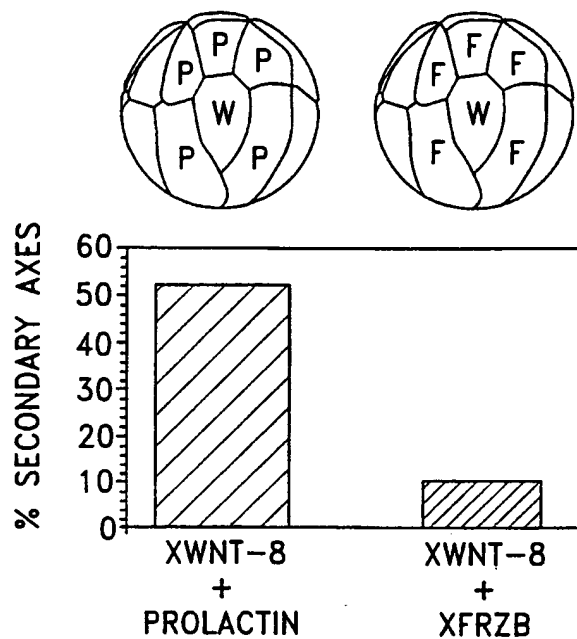 P P P
W
P P
F F F
W
F F
% SECONDARY AXES
60
50
40
30
20
10
0
XWNT-8
+
PROLACTIN
XWNT-8
+
XFRZB